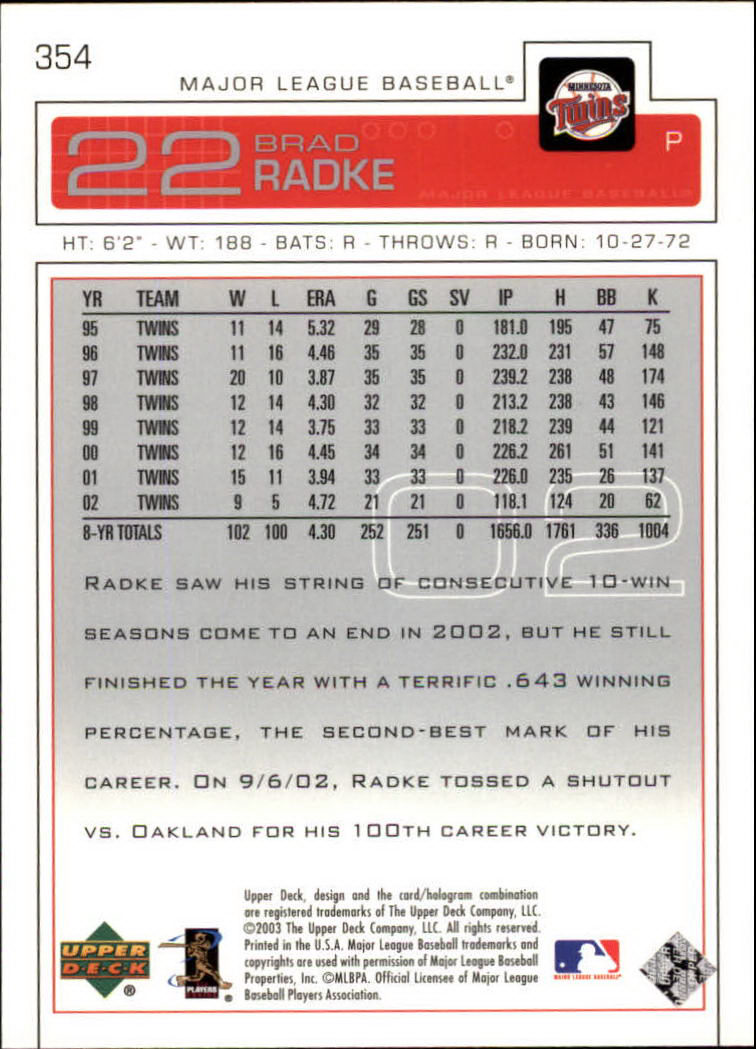 354
MAJOR LEAGUE BASEBALL®
MINNESOTA
Twins
22 BRAD
RADKE
P
MAJOR LEAGUE BASEBALL®
HT: 6'2" - WT: 188 - BATS: R - THROWS: R - BORN: 10-27-72
YR TEAM W L ERA G GS SV IP H BB K
95 TWINS 11 14 5.32 29 28 0 181.0 195 47 75
96 TWINS 11 16 4.46 35 35 0 232.0 231 57 148
97 TWINS 20 10 3.87 35 35 0 239.2 238 48 174
98 TWINS 12 14 4.30 32 32 0 213.2 238 43 146
99 TWINS 12 14 3.75 33 33 0 218.2 239 44 121
00 TWINS 12 16 4.45 34 34 0 226.2 261 51 141
01 TWINS 15 11 3.94 33 33 0 226.0 235 26 137
02 TWINS 9 5 4.72 21 21 0 118.1 124 20 62
8-YR TOTALS 102 100 4.30 252 251 0 1656.0 1761 336 1004
02
RADKE SAW HIS STRING OF CONSECUTIVE 10-WIN
SEASONS COME TO AN END IN 2002, BUT HE STILL
FINISHED THE YEAR WITH A TERRIFIC .643 WINNING
PERCENTAGE, THE SECOND-BEST MARK OF HIS
CAREER. ON 9/6/02, RADKE TOSSED A SHUTOUT
VS. OAKLAND FOR HIS 100TH CAREER VICTORY.
Upper Deck, design and the card/hologram combination
are registered trademarks of The Upper Deck Company, LLC.
©2003 The Upper Deck Company, LLC. All rights reserved.
Printed in the U.S.A. Major League Baseball trademarks and
copyrights are used with permission of Major League Baseball
Properties, Inc. ©MLBPA. Official Licensee of Major League
Baseball Players Association.
UPPER
DECK
®
PLAYERS
®
MAJOR LEAGUE BASEBALL®